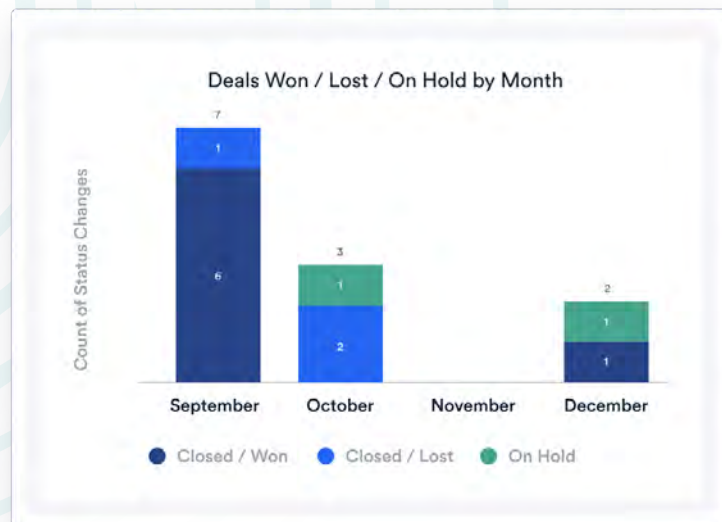 Deals Won / Lost / On Hold by Month
Count of Status Changes
7
1
6
3
1
2
2
1
1
September October November December
Closed / Won Closed / Lost On Hold